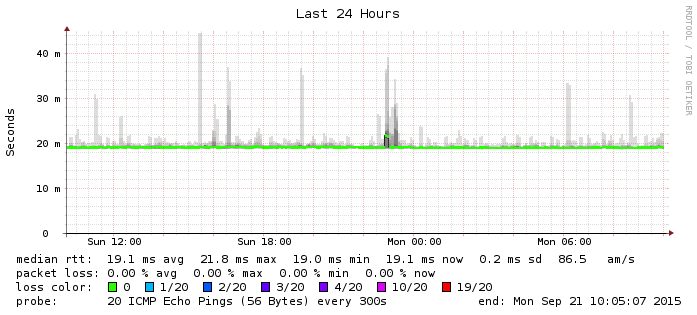 Last 24 Hours
RRDTOOL / TOBI OETIKER
Seconds
40 m
30 m
20 m
10 m
0
Sun 12:00 Sun 18:00 Mon 00:00 Mon 06:00
median rtt: 19.1 ms avg 21.8 ms max 19.0 ms min 19.1 ms now 0.2 ms sd 86.5 am/s
packet loss: 0.00 % avg 0.00 % max 0.00 % min 0.00 % now
loss color: 0 1/20 2/20 3/20 4/20 10/20 19/20
probe: 20 ICMP Echo Pings (56 Bytes) every 300s end: Mon Sep 21 10:05:07 2015